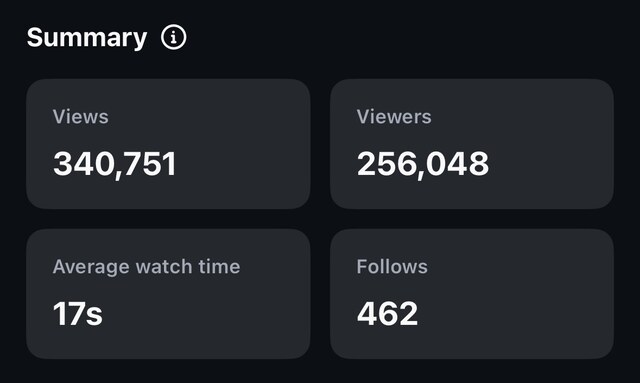 Summary
Views
340,751
Viewers
256,048
Average watch time
17s
Follows
462